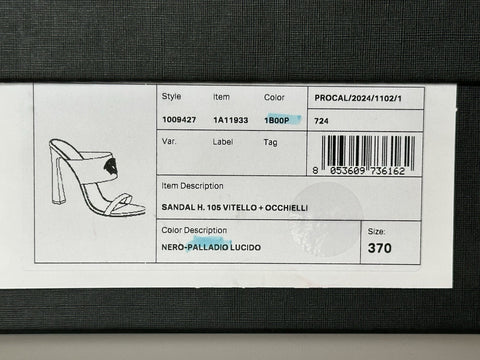 Style Item Color PROCAL/2024/1102/1
1009427 1A11933 1B00P 724
Var. Label Tag
8 053609 736162
Item Description
SANDAL H. 105 VITELLO + OCCHIELLI
Color Description Size:
NERO-PALLADIO LUCIDO 370